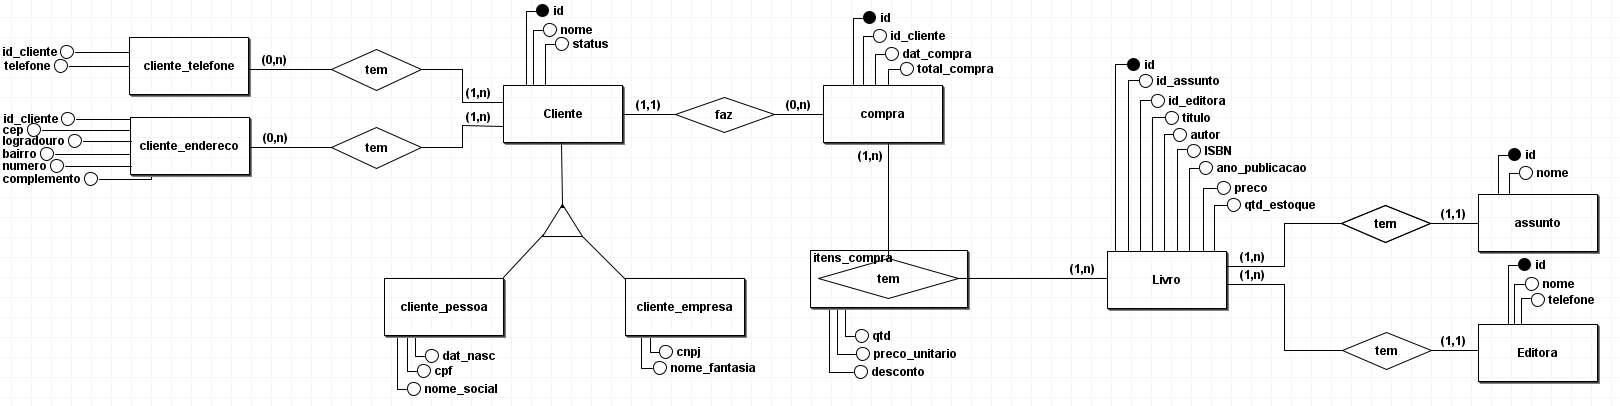 id_cliente
telefone
cliente_telefone
(0,n)
tem
(1,n)
id_cliente
cep
logradouro
bairro
numero
complemento
cliente_endereco
(0,n)
tem
(1,n)
id
nome
status
Cliente
(1,1)
faz
(0,n)
id
id_cliente
dat_compra
total_compra
compra
(1,n)
cliente_pessoa
dat_nasc
cpf
nome_social
cliente_empresa
cnpj
nome_fantasia
itens_compra
tem
qtd
preco_unitario
desconto
(1,n)
id
id_assunto
id_editora
titulo
autor
ISBN
ano_publicacao
preco
qtd_estoque
Livro
(1,n)
(1,n)
tem
(1,1)
id
nome
assunto
tem
(1,1)
id
nome
telefone
Editora